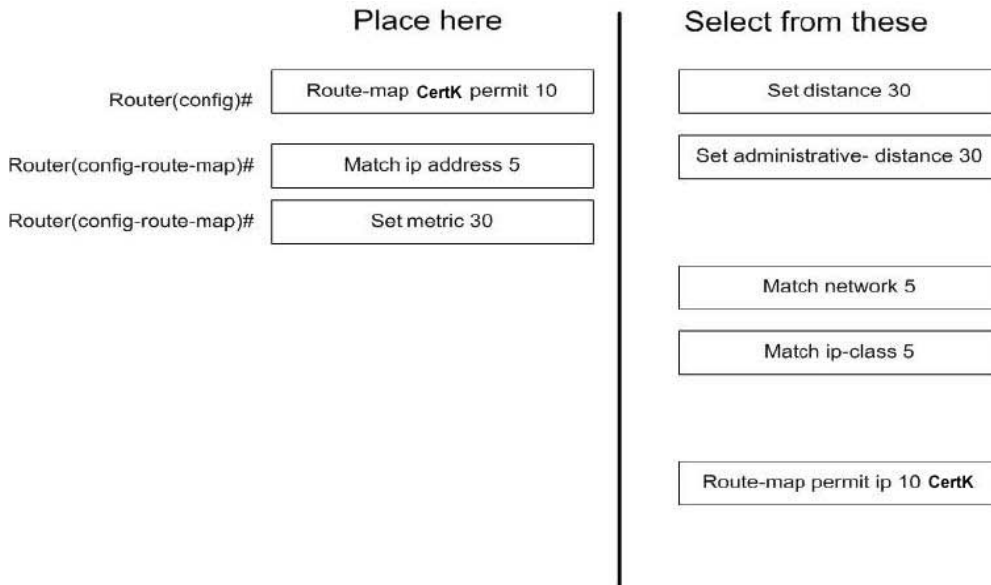 Place here
Select from these
Router(config)#
Route-map CertK permit 10
Set distance 30
Router(config-route-map)#
Match ip address 5
Set administrative- distance 30
Router(config-route-map)#
Set metric 30
Match network 5
Match ip-class 5
Route-map permit ip 10 CertK